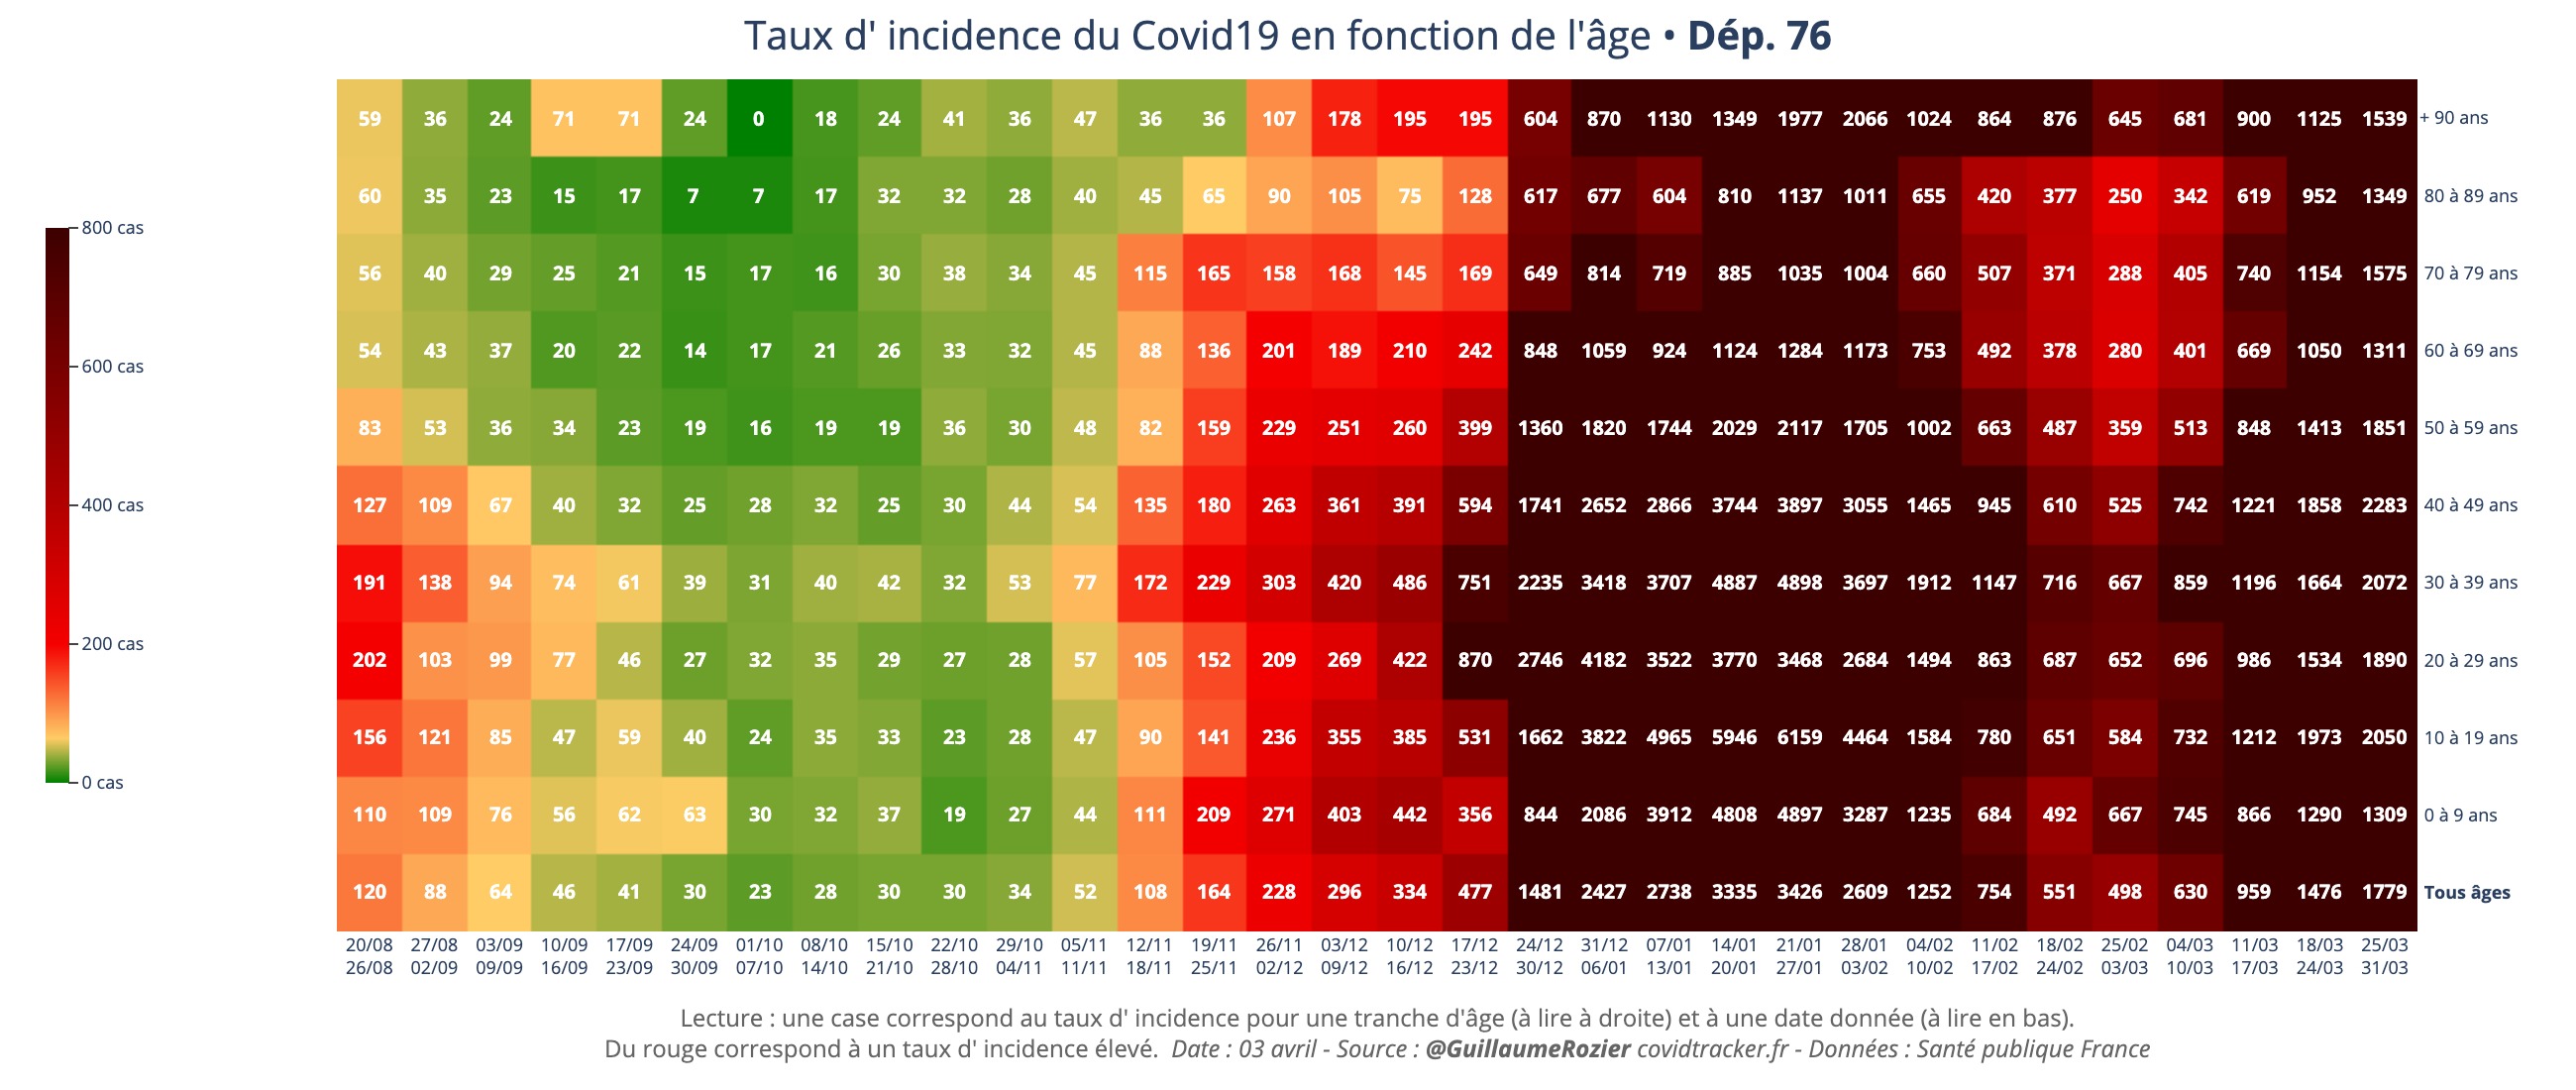 Taux d' incidence du Covid19 en fonction de l'âge • Dép. 76
59 36 24 71 71 24 0 18 24 41 36 47 36 36 107 178 195 195 604 870 1130 1349 1977 2066 1024 864 876 645 681 900 1125 1539 + 90 ans
60 35 23 15 17 7 7 17 32 32 28 40 45 65 90 105 75 128 617 677 604 810 1137 1011 655 420 377 250 342 619 952 1349 80 à 89 ans
800 cas
56 40 29 25 21 15 17 16 30 38 34 45 115 165 158 168 145 169 649 814 719 885 1035 1004 660 507 371 288 405 740 1154 1575 70 à 79 ans
54 43 37 20 22 14 17 21 26 33 32 45 88 136 201 189 210 242 848 1059 924 1124 1284 1173 753 492 378 280 401 669 1050 1311 60 à 69 ans
600 cas
83 53 36 34 23 19 16 19 19 36 30 48 82 159 229 251 260 399 1360 1820 1744 2029 2117 1705 1002 663 487 359 513 848 1413 1851 50 à 59 ans
400 cas
127 109 67 40 32 25 28 32 25 30 44 54 135 180 263 361 391 594 1741 2652 2866 3744 3897 3055 1465 945 610 525 742 1221 1858 2283 40 à 49 ans
191 138 94 74 61 39 31 40 42 32 53 77 172 229 303 420 486 751 2235 3418 3707 4887 4898 3697 1912 1147 716 667 859 1196 1664 2072 30 à 39 ans
200 cas
202 103 99 77 46 27 32 35 29 27 28 57 105 152 209 269 422 870 2746 4182 3522 3770 3468 2684 1494 863 687 652 696 986 1534 1890 20 à 29 ans
156 121 85 47 59 40 24 35 33 23 28 47 90 141 236 355 385 531 1662 3822 4965 5946 6159 4464 1584 780 651 584 732 1212 1973 2050 10 à 19 ans
0 cas
110 109 76 56 62 63 30 32 37 19 27 44 111 209 271 403 442 356 844 2086 3912 4808 4897 3287 1235 684 492 667 745 866 1290 1309 0 à 9 ans
120 88 64 46 41 30 23 28 30 30 34 52 108 164 228 296 334 477 1481 2427 2738 3335 3426 2609 1252 754 551 498 630 959 1476 1779 Tous âges
20/08 27/08 03/09 10/09 17/09 24/09 01/10 08/10 15/10 22/10 29/10 05/11 12/11 19/11 26/11 03/12 10/12 17/12 24/12 31/12 07/01 14/01 21/01 28/01 04/02 11/02 18/02 25/02 04/03 11/03 18/03 25/03
26/08 02/09 09/09 16/09 23/09 30/09 07/10 14/10 21/10 28/10 04/11 11/11 18/11 25/11 02/12 09/12 16/12 23/12 30/12 06/01 13/01 20/01 27/01 03/02 10/02 17/02 24/02 03/03 10/03 17/03 24/03 31/03
Lecture : une case correspond au taux d' incidence pour une tranche d'âge (à lire à droite) et à une date donnée (à lire en bas).
Du rouge correspond à un taux d' incidence élevé. Date : 03 avril - Source : @GuillaumeRozier covidtracker.fr - Données : Santé publique France